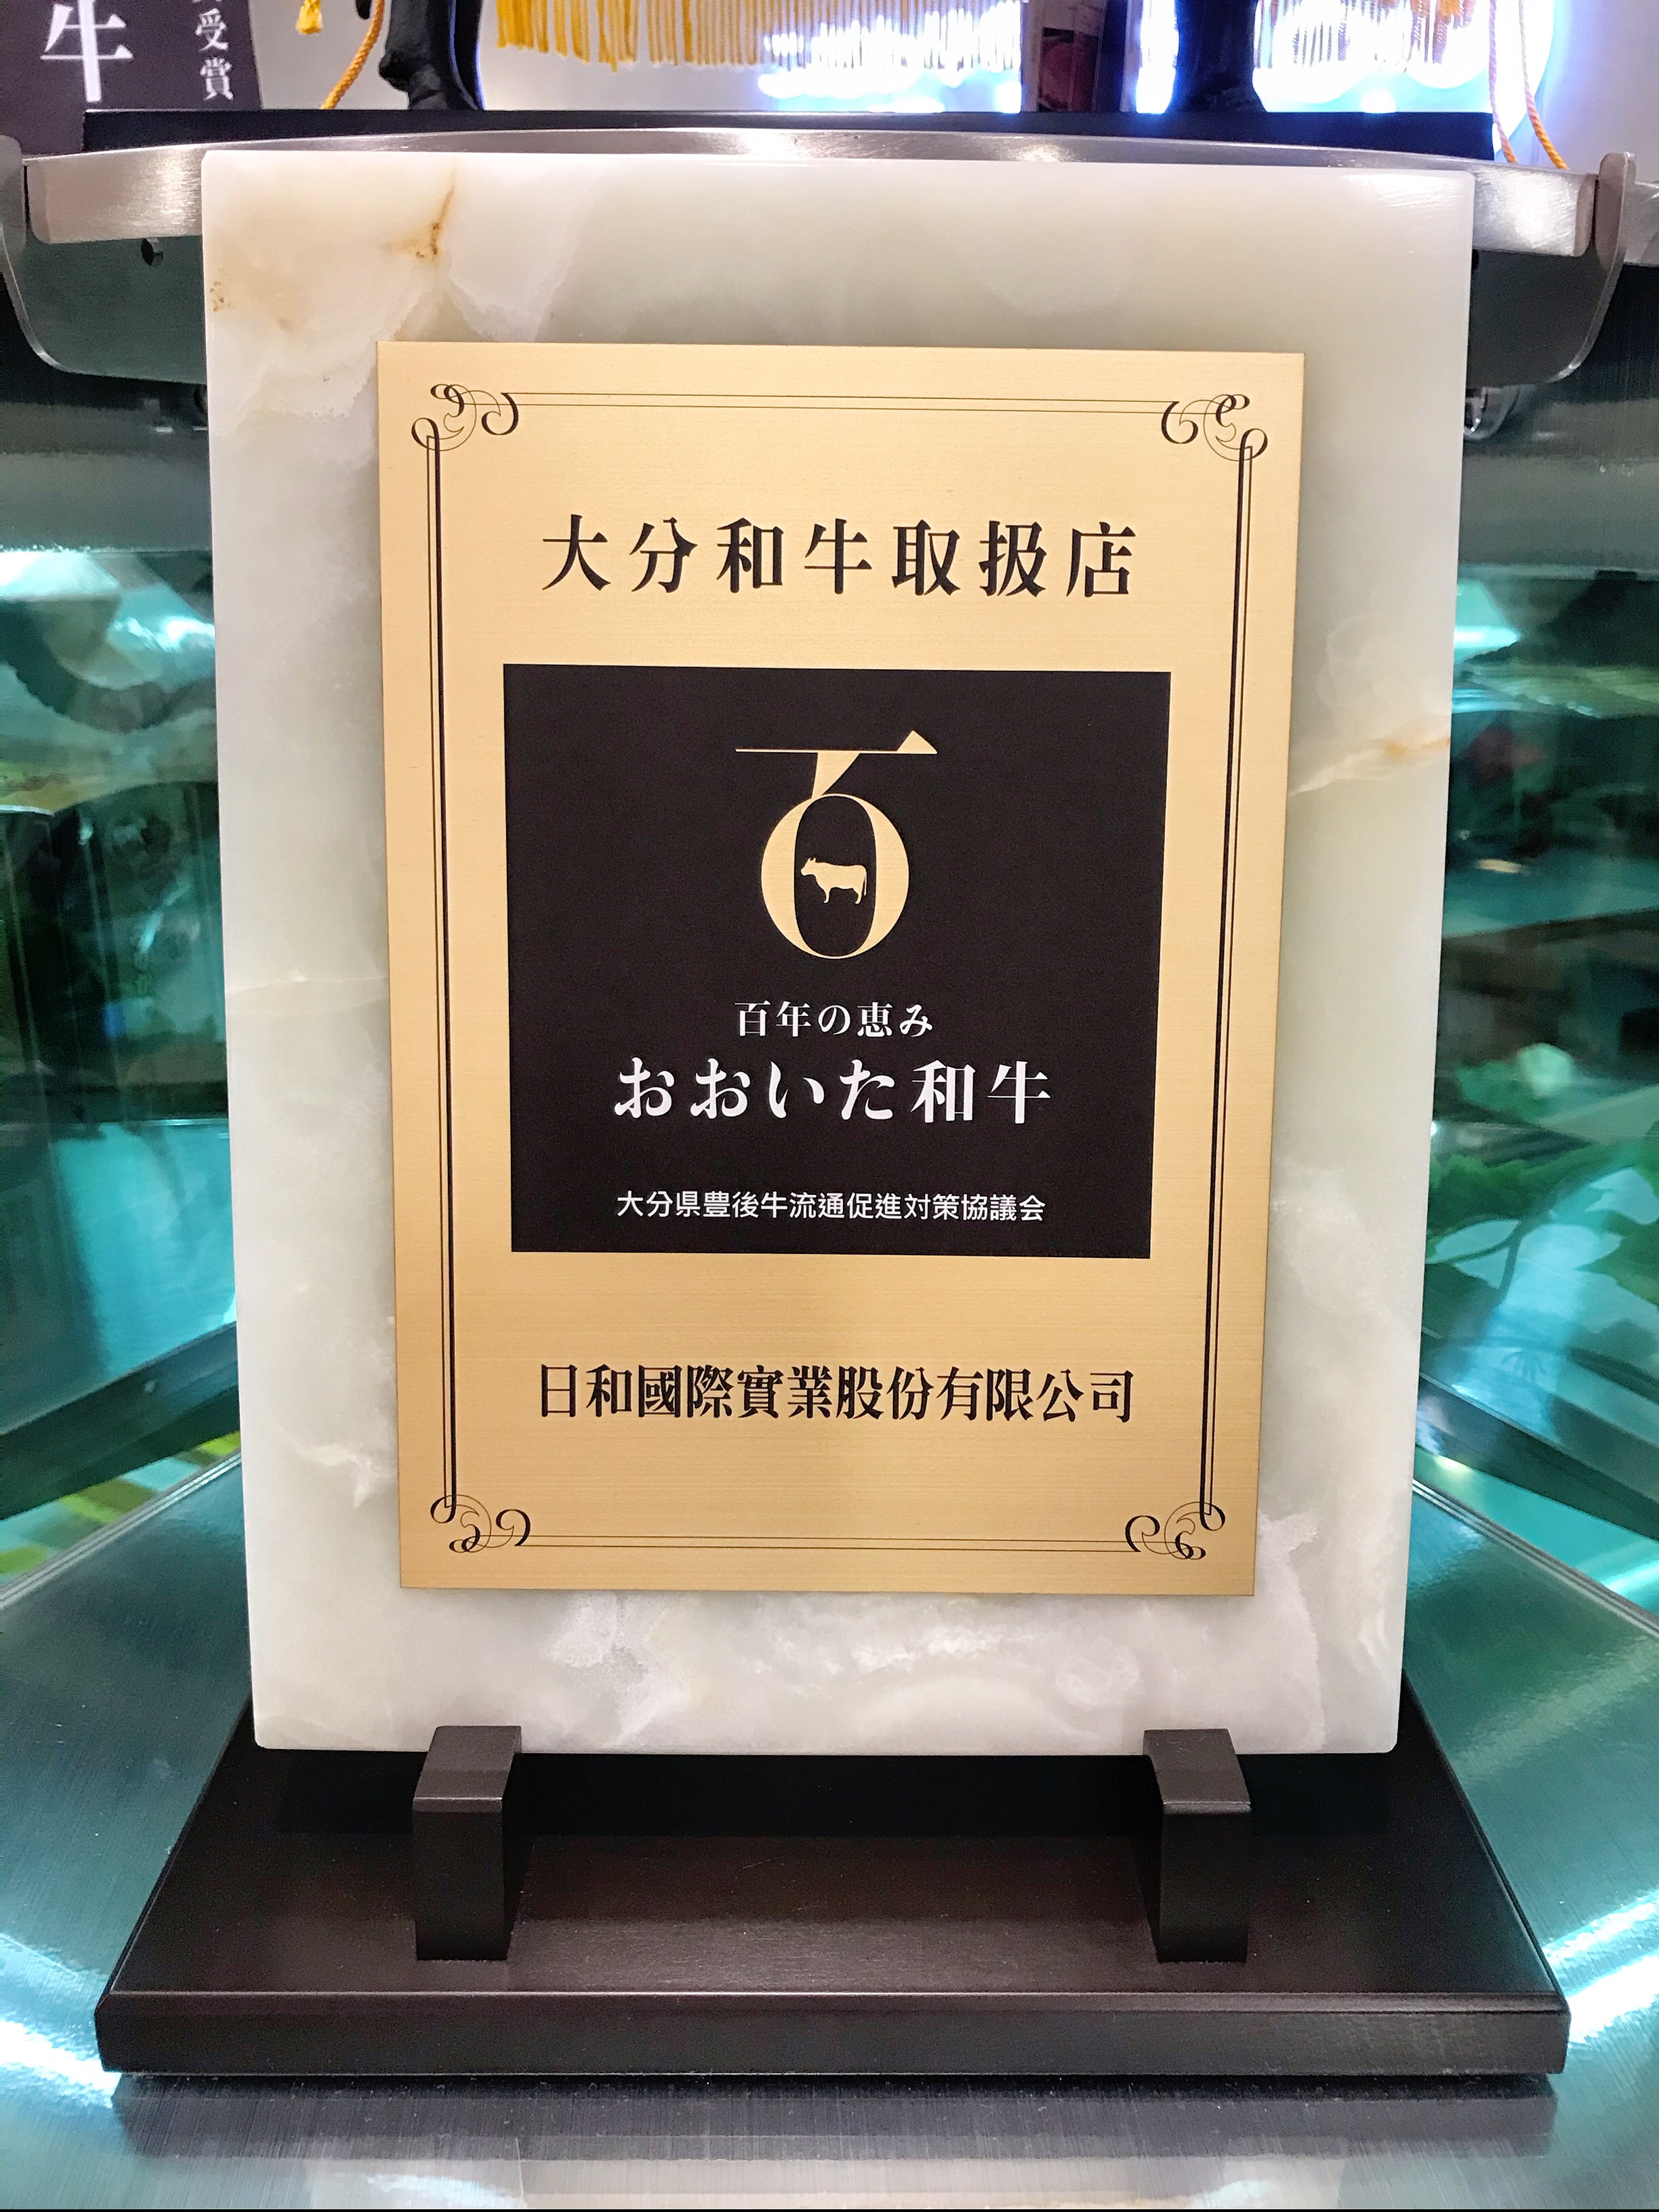 牛
受賞
大分和牛取扱店
百
百年の恵み
おおいた和牛
大分県豊後牛流通促進対策協議会
日和國際實業股份有限公司